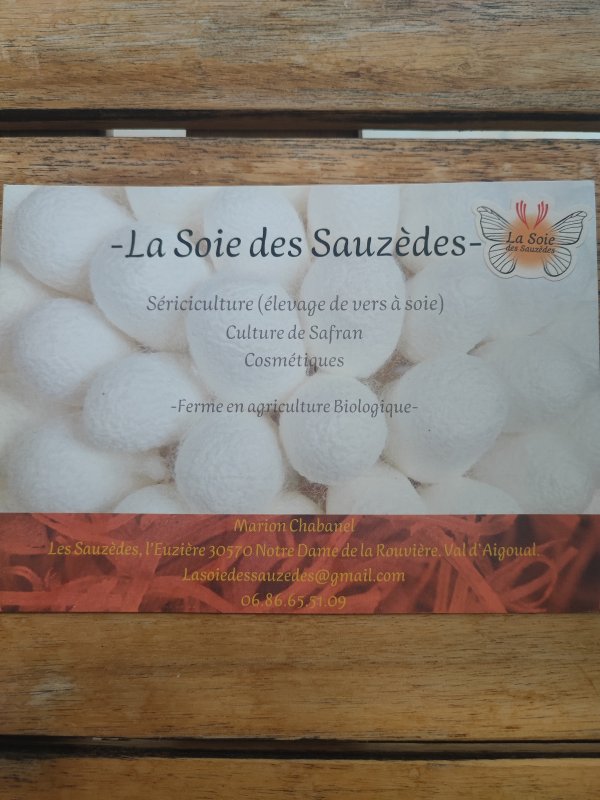 -La Soie des Sauzèdes-
La Soie
des Sauzèdes
Sériciculture (élevage de vers à soie)
Culture de Safran
Cosmétiques
-Ferme en agriculture Biologique-
Marion Chabanel
Les Sauzèdes, l'Euzière 30570 Notre Dame de la Rouvière. Val d'Aigoual.
Lasoiedessauzedes@gmail.com
06.86.65.51.09